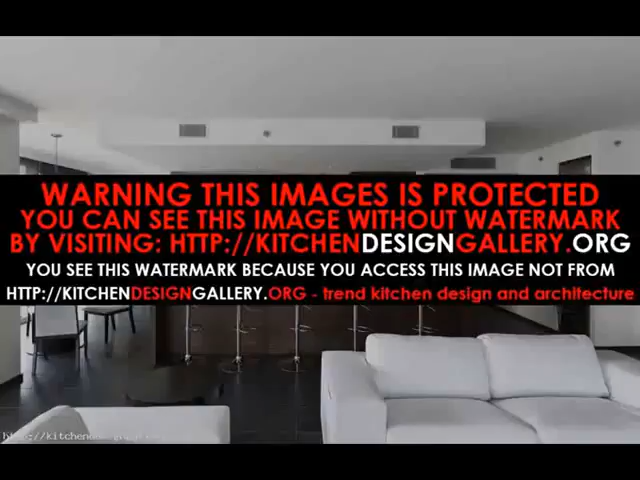 WARNING THIS IMAGES IS PROTECTED
YOU CAN SEE THIS IMAGE WITHOUT WATERMARK
BY VISITING: HTTP://KITCHENDESIGNGALLERY.ORG
YOU SEE THIS WATERMARK BECAUSE YOU ACCESS THIS IMAGE NOT FROM
HTTP://KITCHENDESIGNGALLERY.ORG - trend kitchen design and architecture